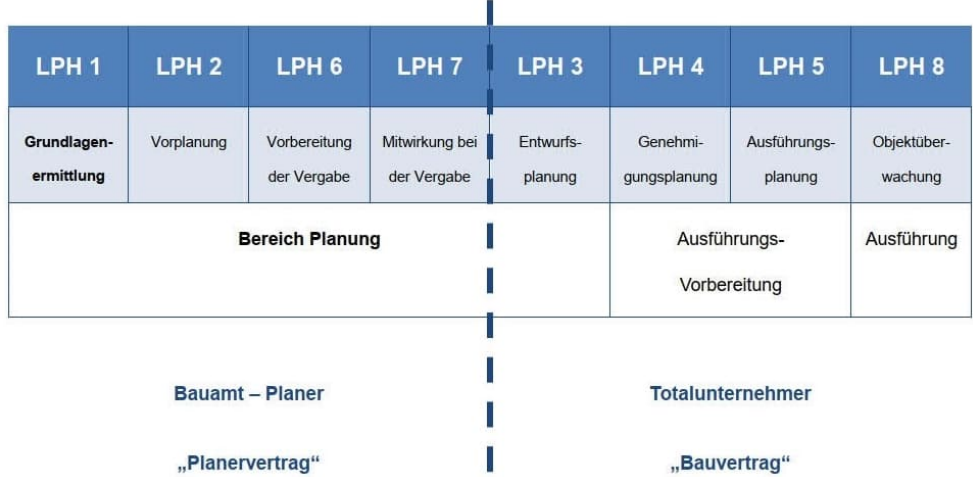 LPH 1 LPH 2 LPH 6 LPH 7 LPH 3 LPH 4 LPH 5 LPH 8
Grundlagen- Vorplanung Vorbereitung Mitwirkung bei Entwurfs- Genehmi- Ausführungs- Objektüber-
ermittlung der Vergabe der Vergabe planung gungsplanung planung wachung
Bereich Planung Ausführungs- Ausführung
Vorbereitung
Bauamt – Planer Totalunternehmer
„Planervertrag“ „Bauvertrag“